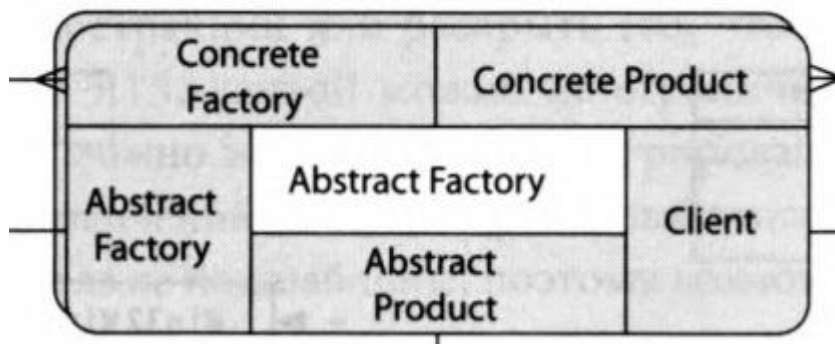 Concrete
Factory
Concrete Product
Abstract
Factory
Abstract Factory
Abstract
Product
Client